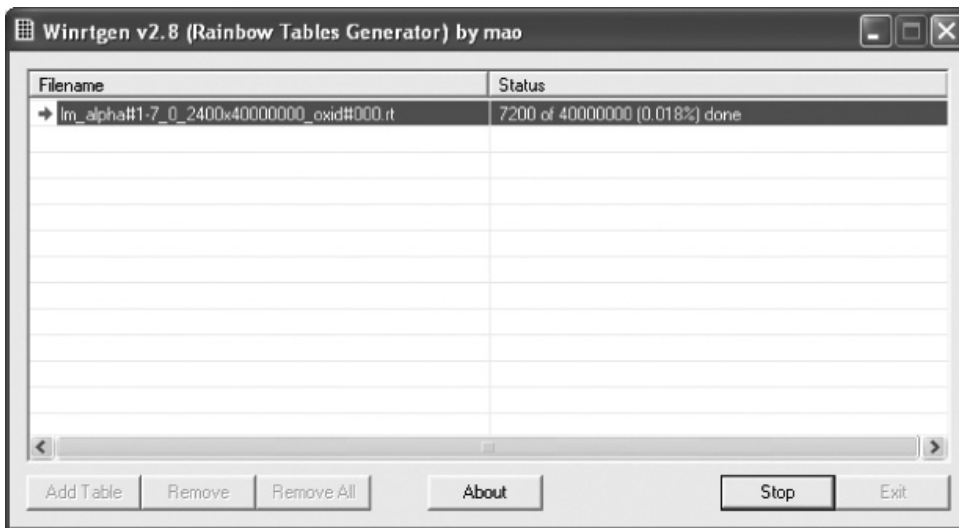 Winrtgen v2.8 (Rainbow Tables Generator) by mao
Filename Status
lm_alpha#1-7_0_2400x40000000_oxid#000.rt 7200 of 40000000 (0.018%) done
Add Table Remove Remove All About Stop Exit